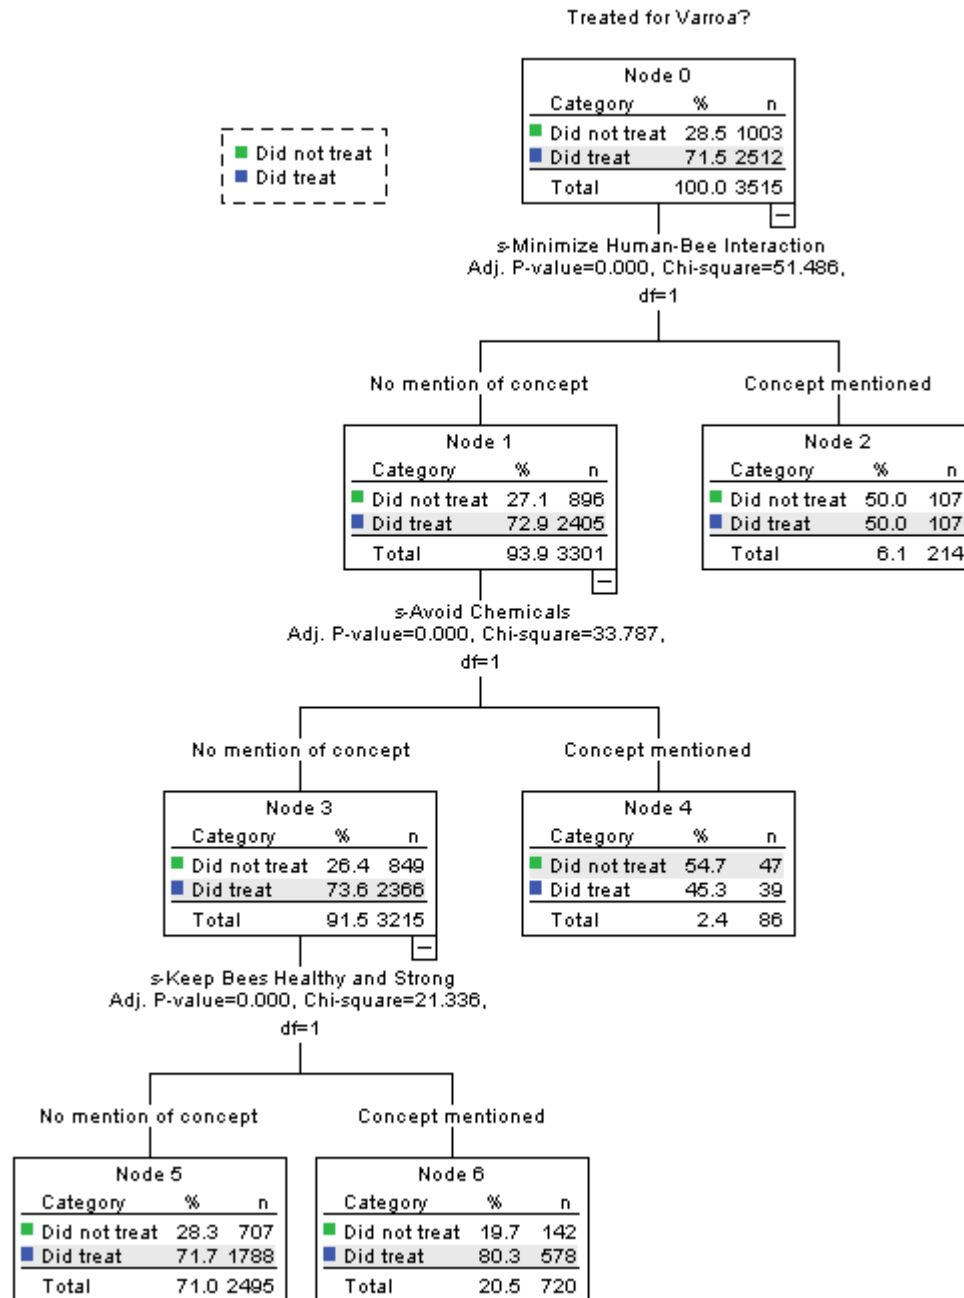 Treated for Varroa?
Node 0
Category % n
Did not treat 28.5 1003
Did treat 71.5 2512
Total 100.0 3515
Did not treat
Did treat
s-Minimize Human-Bee Interaction
Adj. P-value=0.000, Chi-square=51.486,
df=1
No mention of concept
Concept mentioned
Node 1
Category % n
Did not treat 27.1 896
Did treat 72.9 2405
Total 93.9 3301
Node 2
Category % n
Did not treat 50.0 107
Did treat 50.0 107
Total 6.1 214
s-Avoid Chemicals
Adj. P-value=0.000, Chi-square=33.787,
df=1
No mention of concept
Concept mentioned
Node 3
Category % n
Did not treat 26.4 849
Did treat 73.6 2366
Total 91.5 3215
Node 4
Category % n
Did not treat 54.7 47
Did treat 45.3 39
Total 2.4 86
s-Keep Bees Healthy and Strong
Adj. P-value=0.000, Chi-square=21.336,
df=1
No mention of concept
Concept mentioned
Node 5
Category % n
Did not treat 28.3 707
Did treat 71.7 1788
Total 71.0 2495
Node 6
Category % n
Did not treat 19.7 142
Did treat 80.3 578
Total 20.5 720